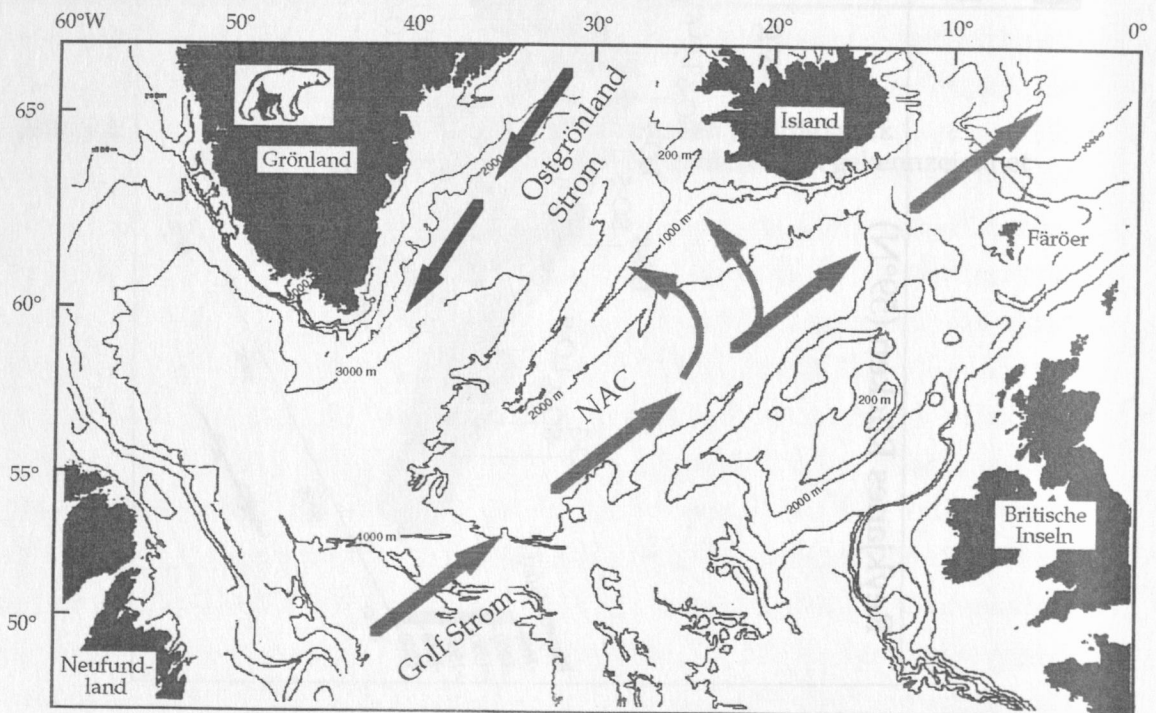 60°W
50°
40°
30°
20°
10°
0°
65°
60°
55°
50°
Grönland
Island
200 m
Ostgrönland
Strom
1000 m
Färöer
3000 m
2000 m
NAC
200 m
2000 m
4000 m
Britische
Inseln
Golf Strom
Neufund-
land